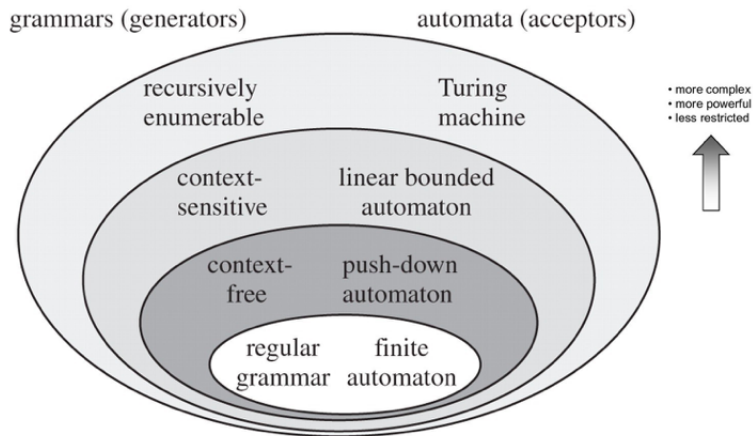 grammars (generators) automata (acceptors)
recursively enumerable
Turing machine
• more complex
• more powerful
• less restricted
context-
sensitive
linear bounded
automaton
context-
free
push-down
automaton
regular
grammar
finite
automaton